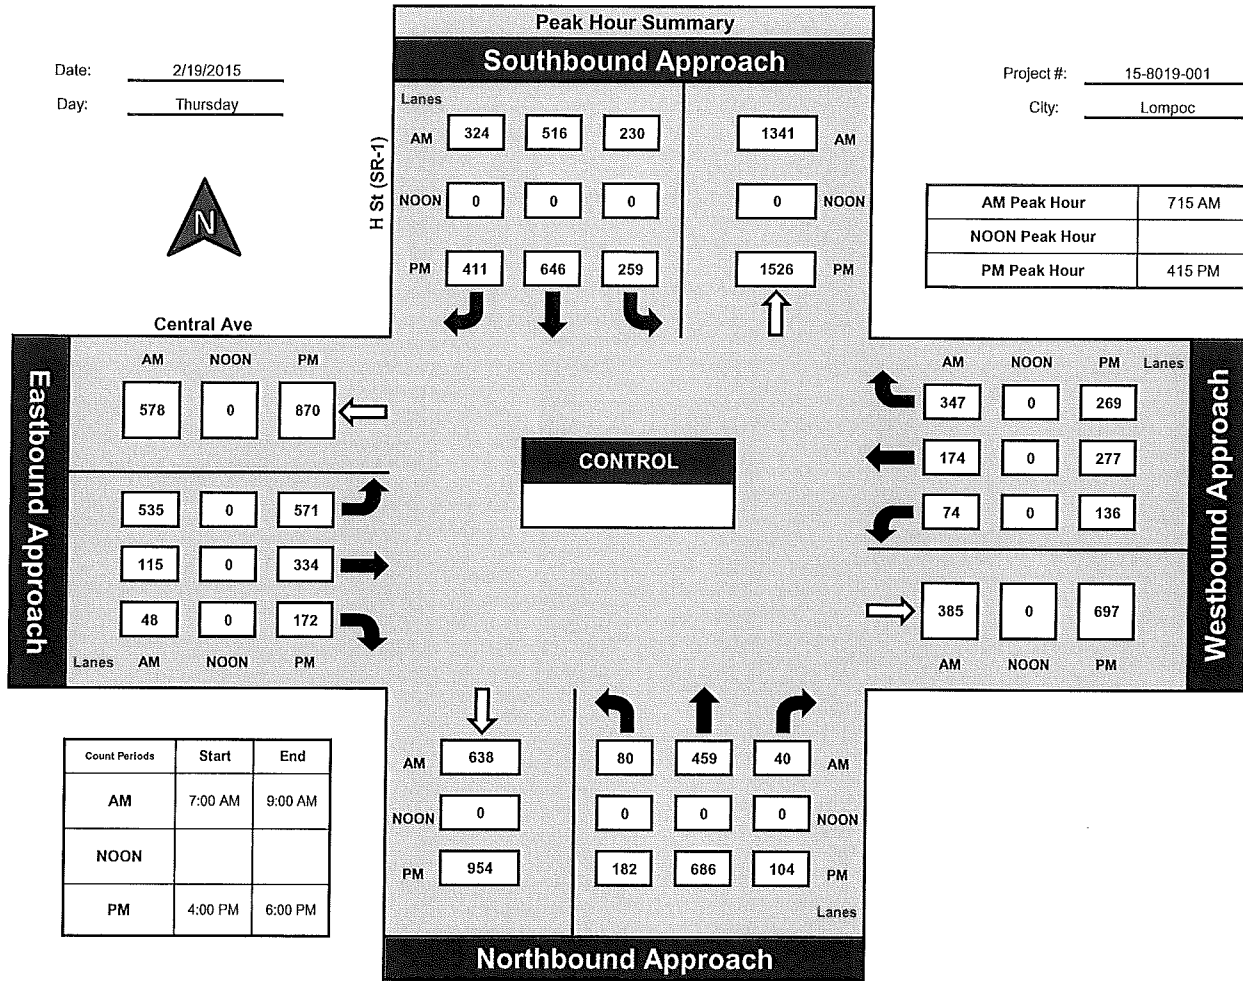 Peak Hour Summary
Southbound Approach
Date: 2/19/2015
Day: Thursday
Project #: 15-8019-001
City: Lompoc
N
H St (SR-1)
Lanes
AM 324 516 230 1341 AM
NOON 0 0 0 0 NOON
PM 411 646 259 1526 PM
AM Peak Hour 715 AM
NOON Peak Hour
PM Peak Hour 415 PM
Central Ave
Eastbound Approach
AM NOON PM
578 0 870
535 0 571
115 0 334
48 0 172
Lanes AM NOON PM
CONTROL
Westbound Approach
AM NOON PM Lanes
347 0 269
174 0 277
74 0 136
385 0 697
AM NOON PM
Count Periods Start End
AM 7:00 AM 9:00 AM
NOON
PM 4:00 PM 6:00 PM
AM 638 80 459 40 AM
NOON 0 0 0 0 NOON
PM 954 182 686 104 PM
Lanes
Northbound Approach